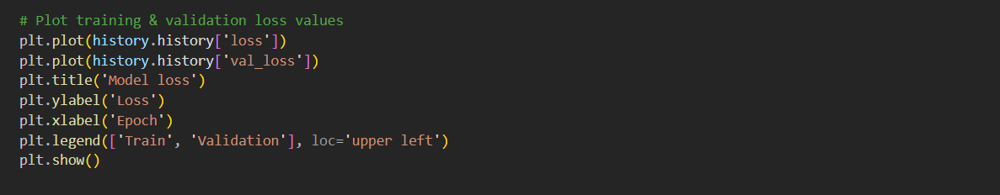 # Plot training & validation loss values
plt.plot(history.history['loss'])
plt.plot(history.history['val_loss'])
plt.title('Model loss')
plt.ylabel('Loss')
plt.xlabel('Epoch')
plt.legend(['Train', 'Validation'], loc='upper left')
plt.show()